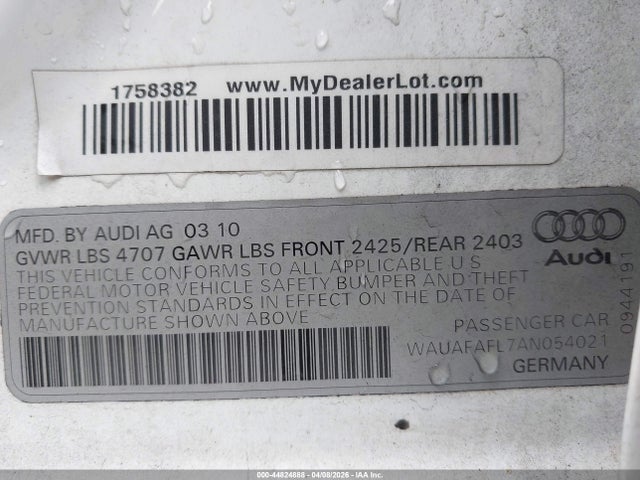 1758382 www.MyDealerLot.com
MFD. BY AUDI AG 03 10
GVWR LBS 4707 GAWR LBS FRONT 2425/REAR 2403
THIS VEHICLE CONFORMS TO ALL APPLICABLE U S
FEDERAL MOTOR VEHICLE SAFETY BUMPER AND THEFT
PREVENTION STANDARDS IN EFFECT ON THE DATE OF
MANUFACTURE SHOWN ABOVE
PASSENGER CAR
WAUAFAFL7AN054021
GERMANY
Audi
0944191
000-44824888 - 04/08/2026 - IAA Inc.